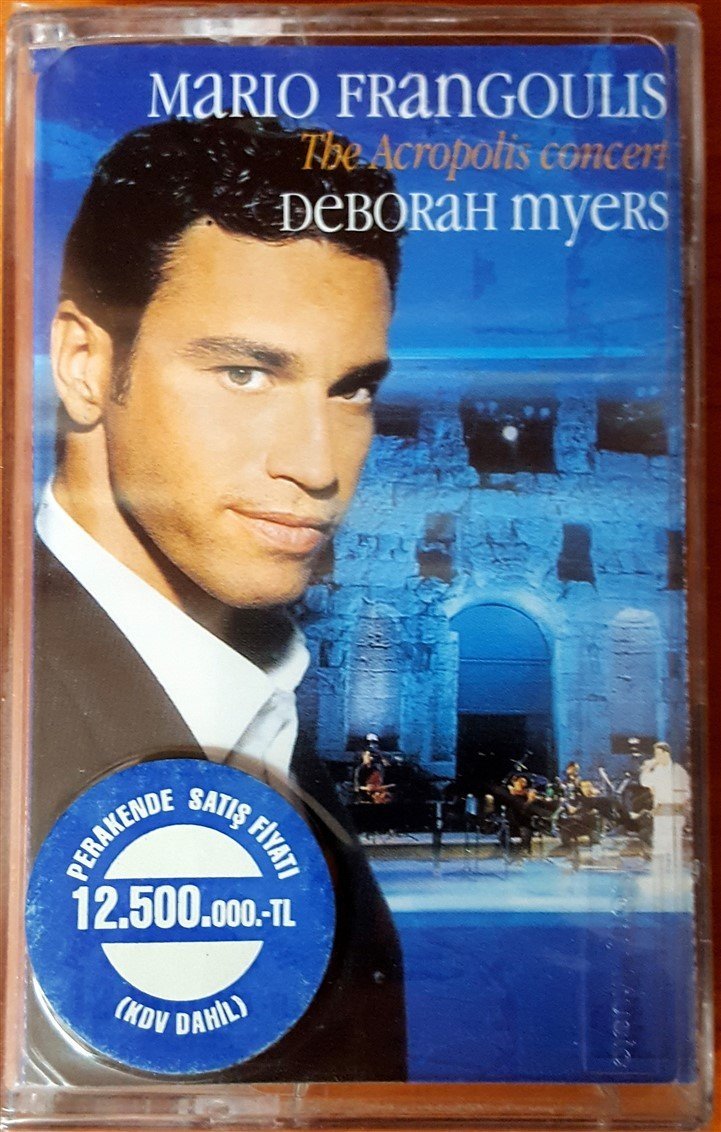 MARIO FRANGOULIS
The Acropolis concert
DEBORAH MYERS
PERAKENDE SATIŞ FİYATI
12.500.000.-TL
(KDV DAHİL)